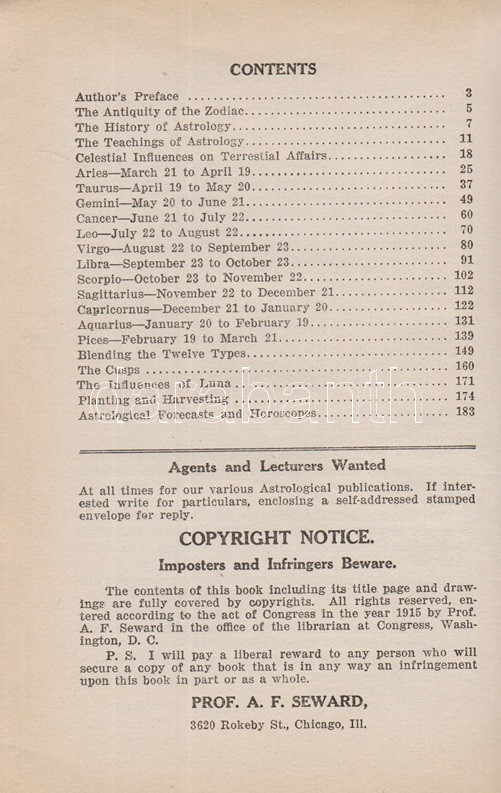 CONTENTS
Author's Preface ........................................ 3
The Antiquity of the Zodiac............................. 5
The History of Astrology................................ 7
The Teachings of Astrology.............................. 11
Celestial Influences on Terrestial Affairs.................. 18
Aries—March 21 to April 19............................. 25
Taurus—April 19 to May 20............................. 37
Gemini—May 20 to June 21.............................. 49
Cancer—June 21 to July 22.............................. 60
Leo—July 22 to August 22............................... 70
Virgo—August 22 to September 23........................ 80
Libra—September 23 to October 23....................... 91
Scorpio—October 23 to November 22..................... 102
Sagittarius—November 22 to December 21................. 112
Capricornus—December 21 to January 20................. 122
Aquarius—January 20 to February 19.................... 131
Pices—February 19 to March 21......................... 139
Blending the Twelve Types............................. 149
The Cusps ............................................ 160
The Influences of Luna................................ 171
Planting and Harvesting .............................. 174
Astrological Forecasts and Horoscopes................... 183
darabanth
Agents and Lecturers Wanted
At all times for our various Astrological publications. If inter-
ested write for particulars, enclosing a self-addressed stamped
envelope for reply.
COPYRIGHT NOTICE.
Imposters and Infringers Beware.
The contents of this book including its title page and draw-
ings are fully covered by copyrights. All rights reserved, en-
tered according to the act of Congress in the year 1915 by Prof.
A. F. Seward in the office of the librarian at Congress, Wash-
ington, D. C.
P. S. I will pay a liberal reward to any person who will
secure a copy of any book that is in any way an infringement
upon this book in part or as a whole.
PROF. A. F. SEWARD,
3620 Rokeby St., Chicago, Ill.